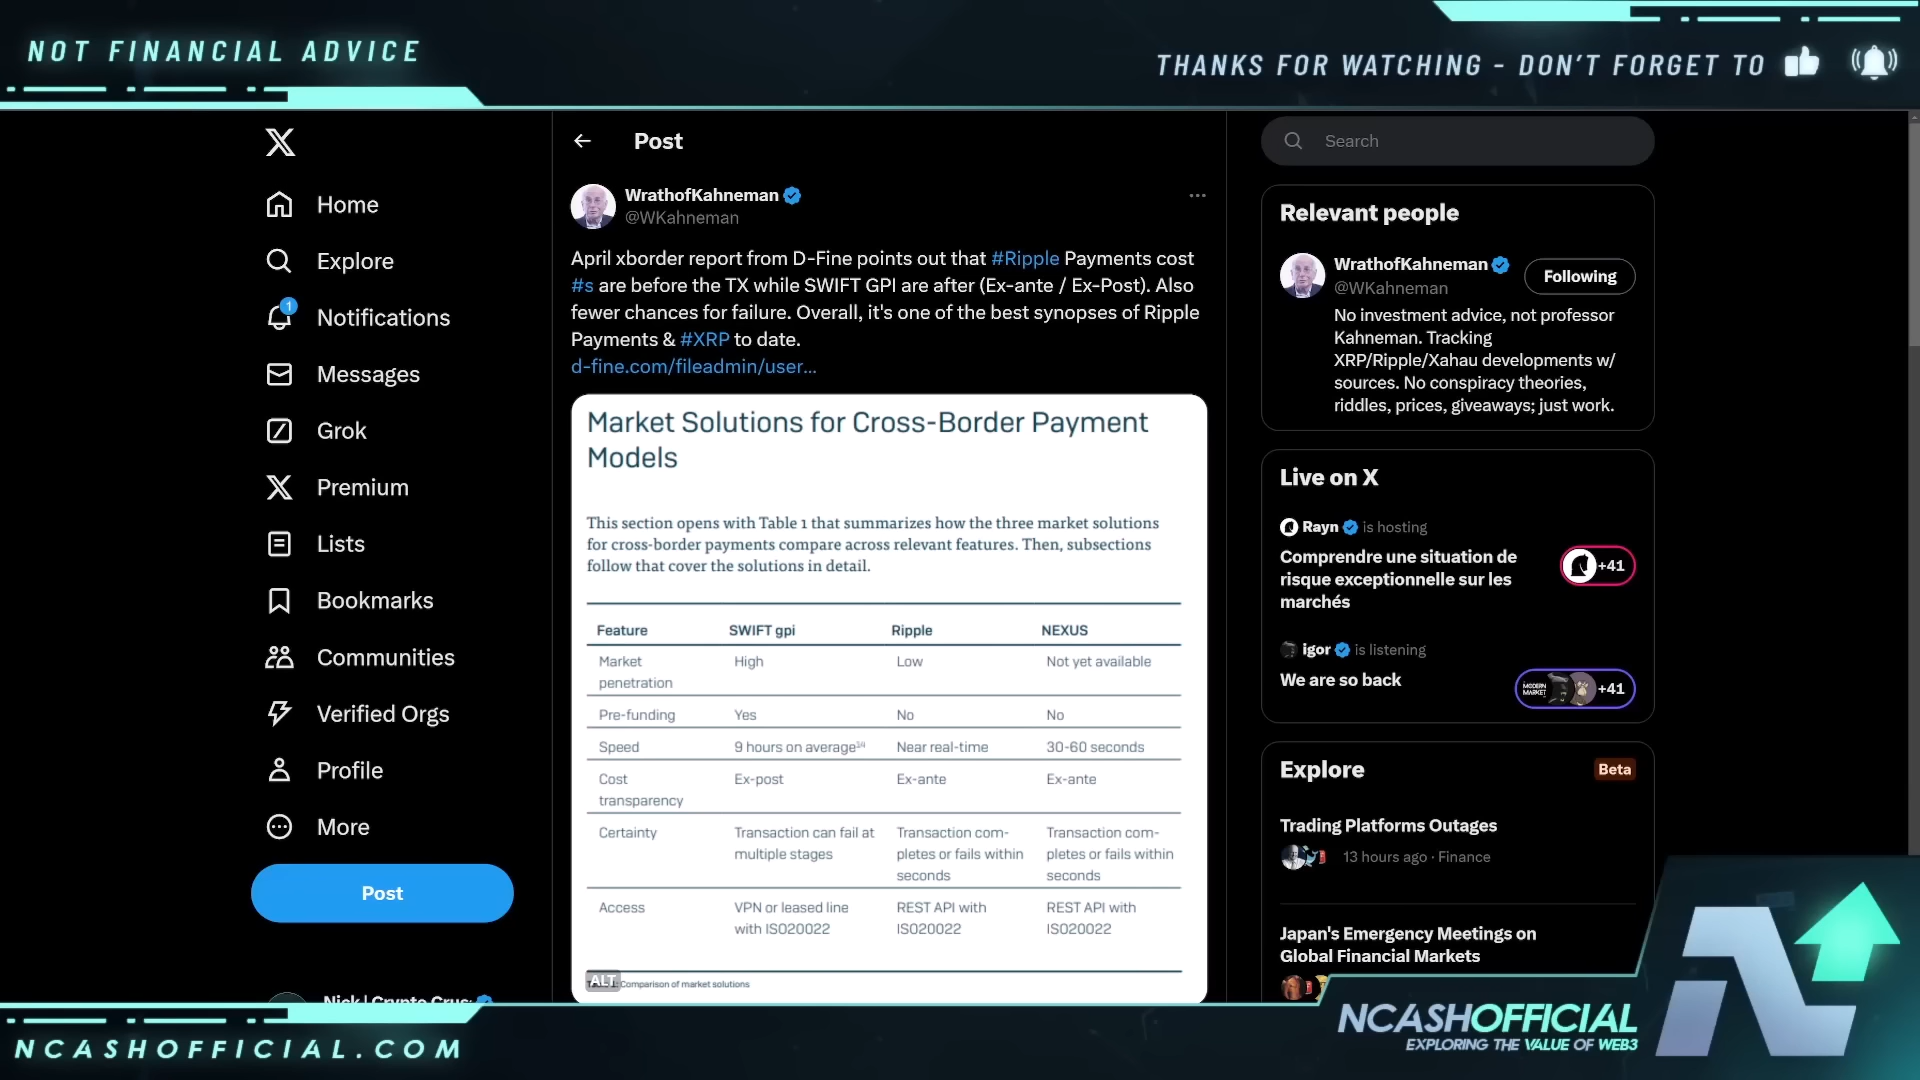 NOT FINANCIAL ADVICE
THANKS FOR WATCHING - DON'T FORGET TO
Home
Explore
1
Notifications
Messages
Grok
Premium
Lists
Bookmarks
Communities
Verified Orgs
Profile
More
Post
Post
WrathofKahneman
@WKahneman
April xborder report from D-Fine points out that #Ripple Payments cost
#s are before the TX while SWIFT GPI are after (Ex-ante / Ex-Post). Also
fewer chances for failure. Overall, it's one of the best synopses of Ripple
Payments & #XRP to date.
d-fine.com/fileadmin/user...
Market Solutions for Cross-Border Payment
Models
This section opens with Table 1 that summarizes how the three market solutions
for cross-border payments compare across relevant features. Then, subsections
follow that cover the solutions in detail.
Feature SWIFT gpi Ripple NEXUS
Market High Low Not yet available
penetration
Pre-funding Yes No No
Speed 9 hours on average¹⁴ Near real-time 30-60 seconds
Cost Ex-post Ex-ante Ex-ante
transparency
Certainty Transaction can fail at Transaction com- Transaction com-
multiple stages pletes or fails within pletes or fails within
seconds seconds
Access VPN or leased line REST API with REST API with
with ISO20022 ISO20022 ISO20022
ALT Comparison of market solutions
Search
Relevant people
WrathofKahneman
Following
@WKahneman
No investment advice, not professor
Kahneman. Tracking
XRP/Ripple/Xahau developments w/
sources. No conspiracy theories,
riddles, prices, giveaways; just work.
Live on X
Rayn is hosting
Comprendre une situation de
risque exceptionnelle sur les
marchés
+41
igor is listening
We are so back
MODERN
MARKET
+41
Explore
Beta
Trading Platforms Outages
13 hours ago · Finance
Japan's Emergency Meetings on
Global Financial Markets
NCASHOFFICIAL.COM
NCASHOFFICIAL
EXPLORING THE VALUE OF WEB3